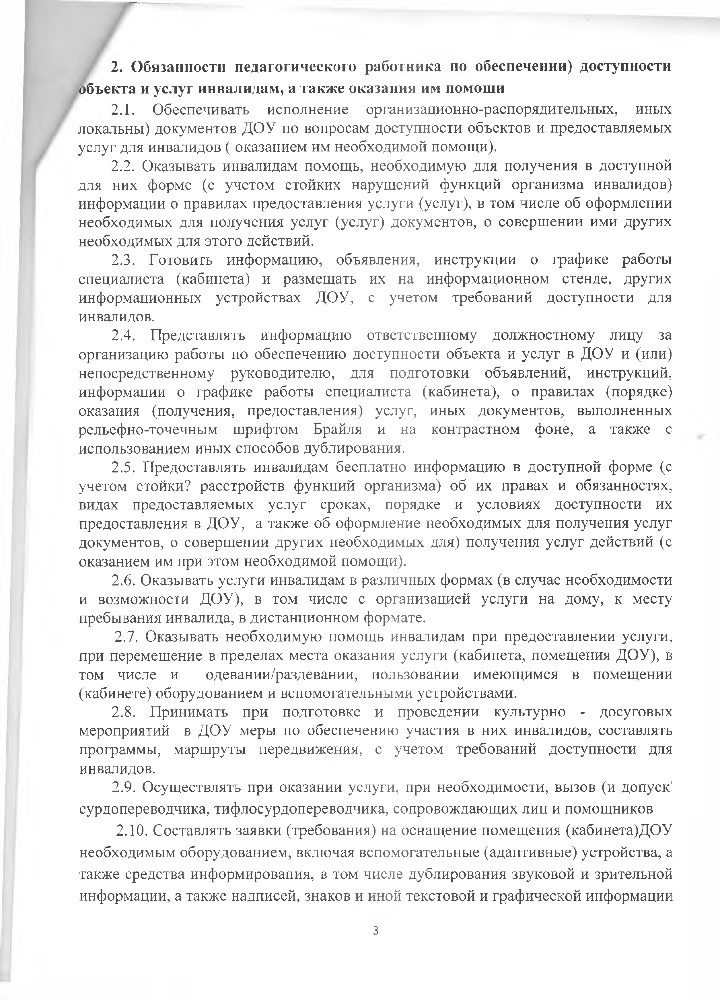 2. Обязанности педагогического работника по обеспечении) доступности
объекта и услуг инвалидам, а также оказания им помощи
2.1. Обеспечивать исполнение организационно-распорядительных, иных
локальны) документов ДОУ по вопросам доступности объектов и предоставляемых
услуг для инвалидов ( оказанием им необходимой помощи).
2.2. Оказывать инвалидам помощь, необходимую для получения в доступной
для них форме (с учетом стойких нарушений функций организма инвалидов)
информации о правилах предоставления услуги (услуг), в том числе об оформлении
необходимых для получения услуг (услуг) документов, о совершении ими других
необходимых для этого действий.
2.3. Готовить информацию, объявления, инструкции о графике работы
специалиста (кабинета) и размещать их на информационном стенде, других
информационных устройствах ДОУ, с учетом требований доступности для
инвалидов.
2.4. Представлять информацию ответственному должностному лицу за
организацию работы по обеспечению доступности объекта и услуг в ДОУ и (или)
непосредственному руководителю, для подготовки объявлений, инструкций,
информации о графике работы специалиста (кабинета), о правилах (порядке)
оказания (получения, предоставления) услуг, иных документов, выполненных
рельефно-точечным шрифтом Брайля и на контрастном фоне, а также с
использованием иных способов дублирования.
2.5. Предоставлять инвалидам бесплатно информацию в доступной форме (с
учетом стойки? расстройств функций организма) об их правах и обязанностях,
видах предоставляемых услуг сроках, порядке и условиях доступности их
предоставления в ДОУ, а также об оформление необходимых для получения услуг
документов, о совершении других необходимых для) получения услуг действий (с
оказанием им при этом необходимой помощи).
2.6. Оказывать услуги инвалидам в различных формах (в случае необходимости
и возможности ДОУ), в том числе с организацией услуги на дому, к месту
пребывания инвалида, в дистанционном формате.
2.7. Оказывать необходимую помощь инвалидам при предоставлении услуги,
при перемещение в пределах места оказания услуги (кабинета, помещения ДОУ), в
том числе и одевании/раздевании, пользовании имеющимся в помещении
(кабинете) оборудованием и вспомогательными устройствами.
2.8. Принимать при подготовке и проведении культурно - досуговых
мероприятий в ДОУ меры по обеспечению участия в них инвалидов, составлять
программы, маршруты передвижения, с учетом требований доступности для
инвалидов.
2.9. Осуществлять при оказании услуги, при необходимости, вызов (и допуск'
сурдопереводчика, тифлосурдопереводчика, сопровождающих лиц и помощников
2.10. Составлять заявки (требования) на оснащение помещения (кабинета)ДОУ
необходимым оборудованием, включая вспомогательные (адаптивные) устройства, а
также средства информирования, в том числе дублирования звуковой и зрительной
информации, а также надписей, знаков и иной текстовой и графической информации
3